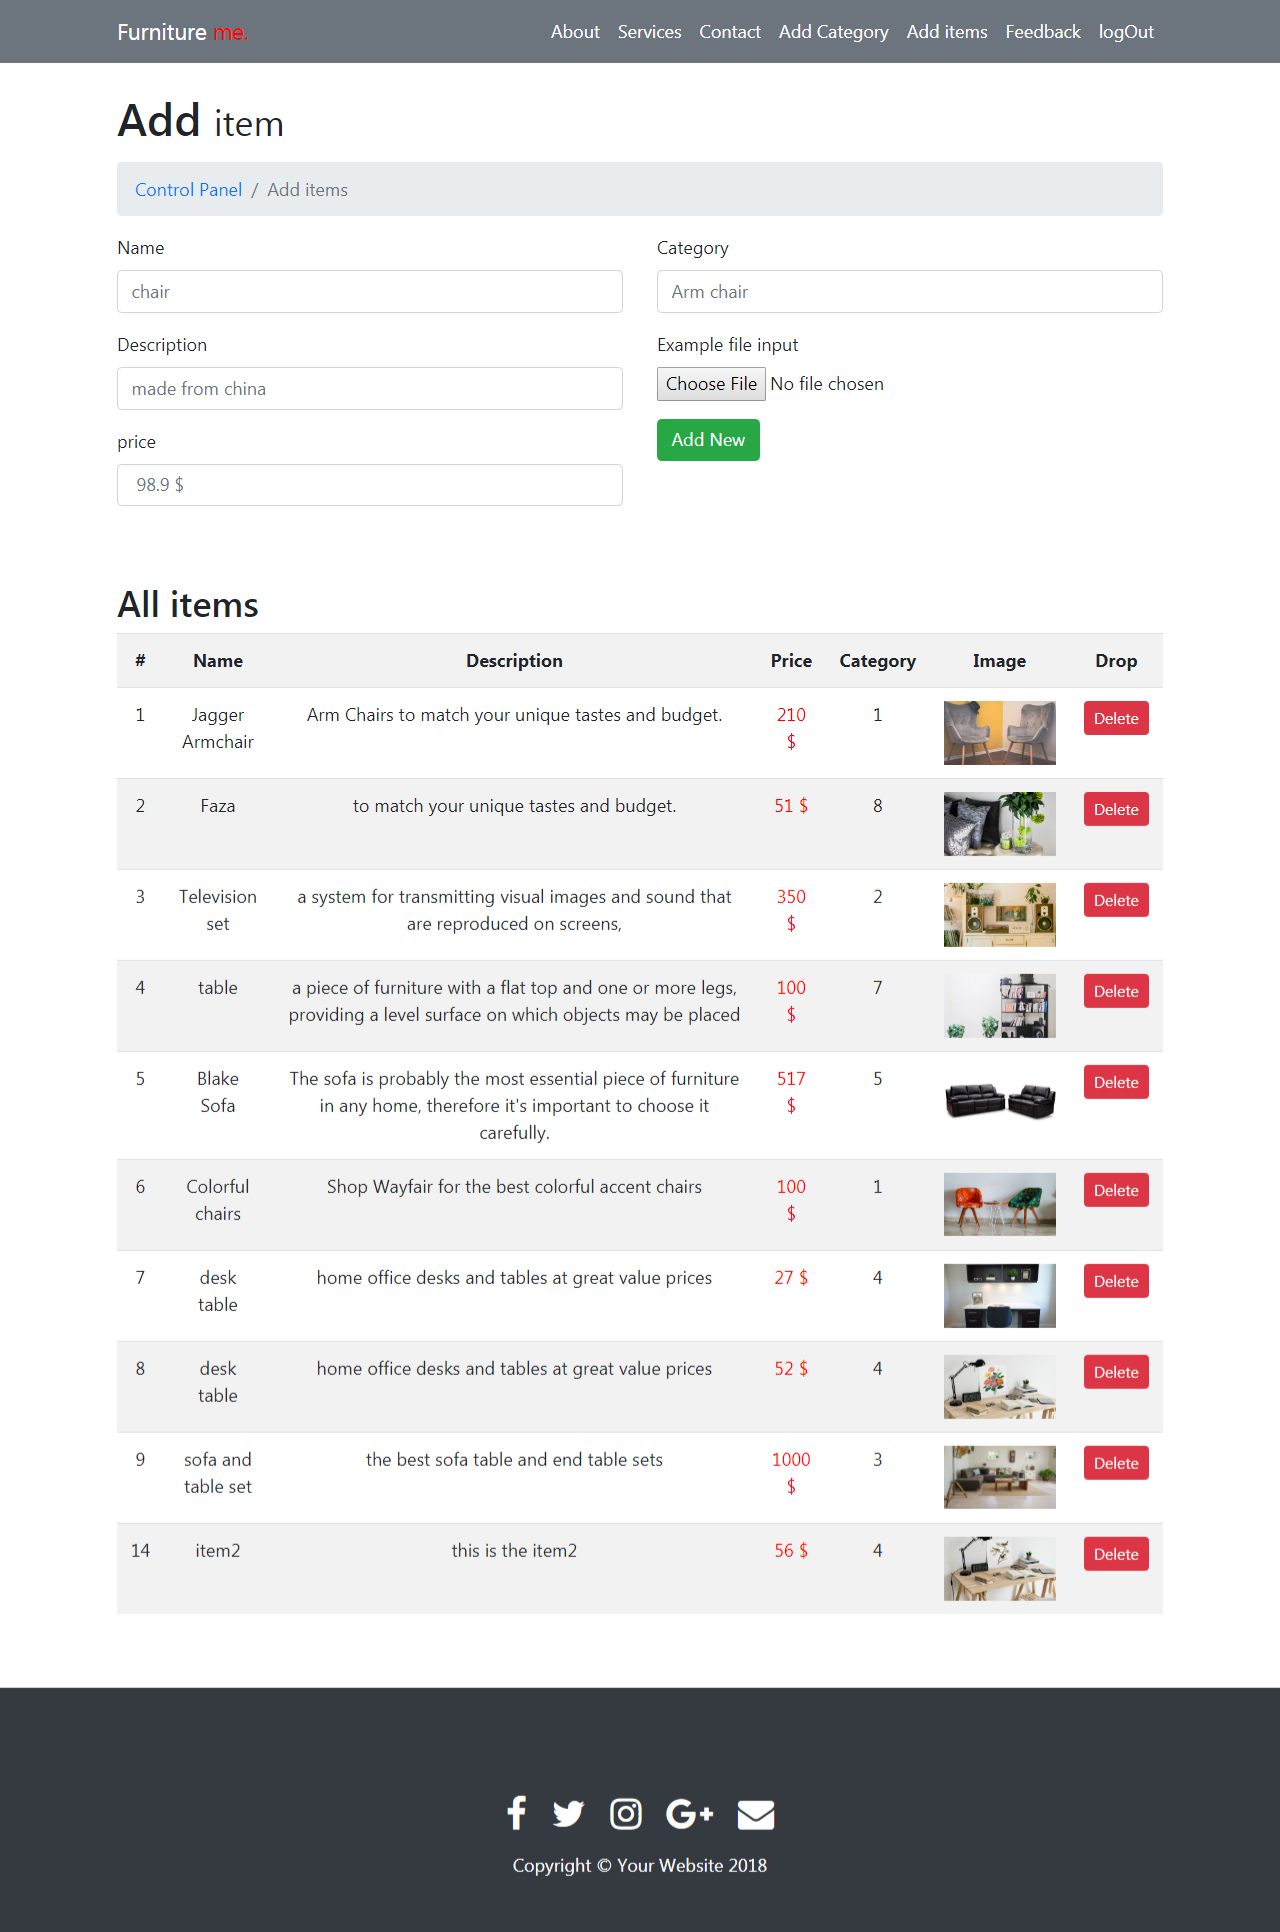 Furniture me.
About Services Contact Add Category Add items Feedback logOut
Add item
Control Panel / Add items
Name
chair
Category
Arm chair
Description
made from china
Example file input
Choose File No file chosen
price
98.9 $
Add New
All items
# Name Description Price Category Image Drop
1 Jagger Arm Chairs to match your unique tastes and budget. 210 1 Delete
Armchair $
2 Faza to match your unique tastes and budget. 51 $ 8 Delete
3 Television a system for transmitting visual images and sound that 350 2 Delete
set are reproduced on screens, $
4 table a piece of furniture with a flat top and one or more legs, 100 7 Delete
providing a level surface on which objects may be placed $
5 Blake The sofa is probably the most essential piece of furniture 517 5 Delete
Sofa in any home, therefore it's important to choose it $
carefully.
6 Colorful Shop Wayfair for the best colorful accent chairs 100 1 Delete
chairs $
7 desk home office desks and tables at great value prices 27 $ 4 Delete
table
8 desk home office desks and tables at great value prices 52 $ 4 Delete
table
9 sofa and the best sofa table and end table sets 1000 3 Delete
table set $
14 item2 this is the item2 56 $ 4 Delete
Copyright © Your Website 2018